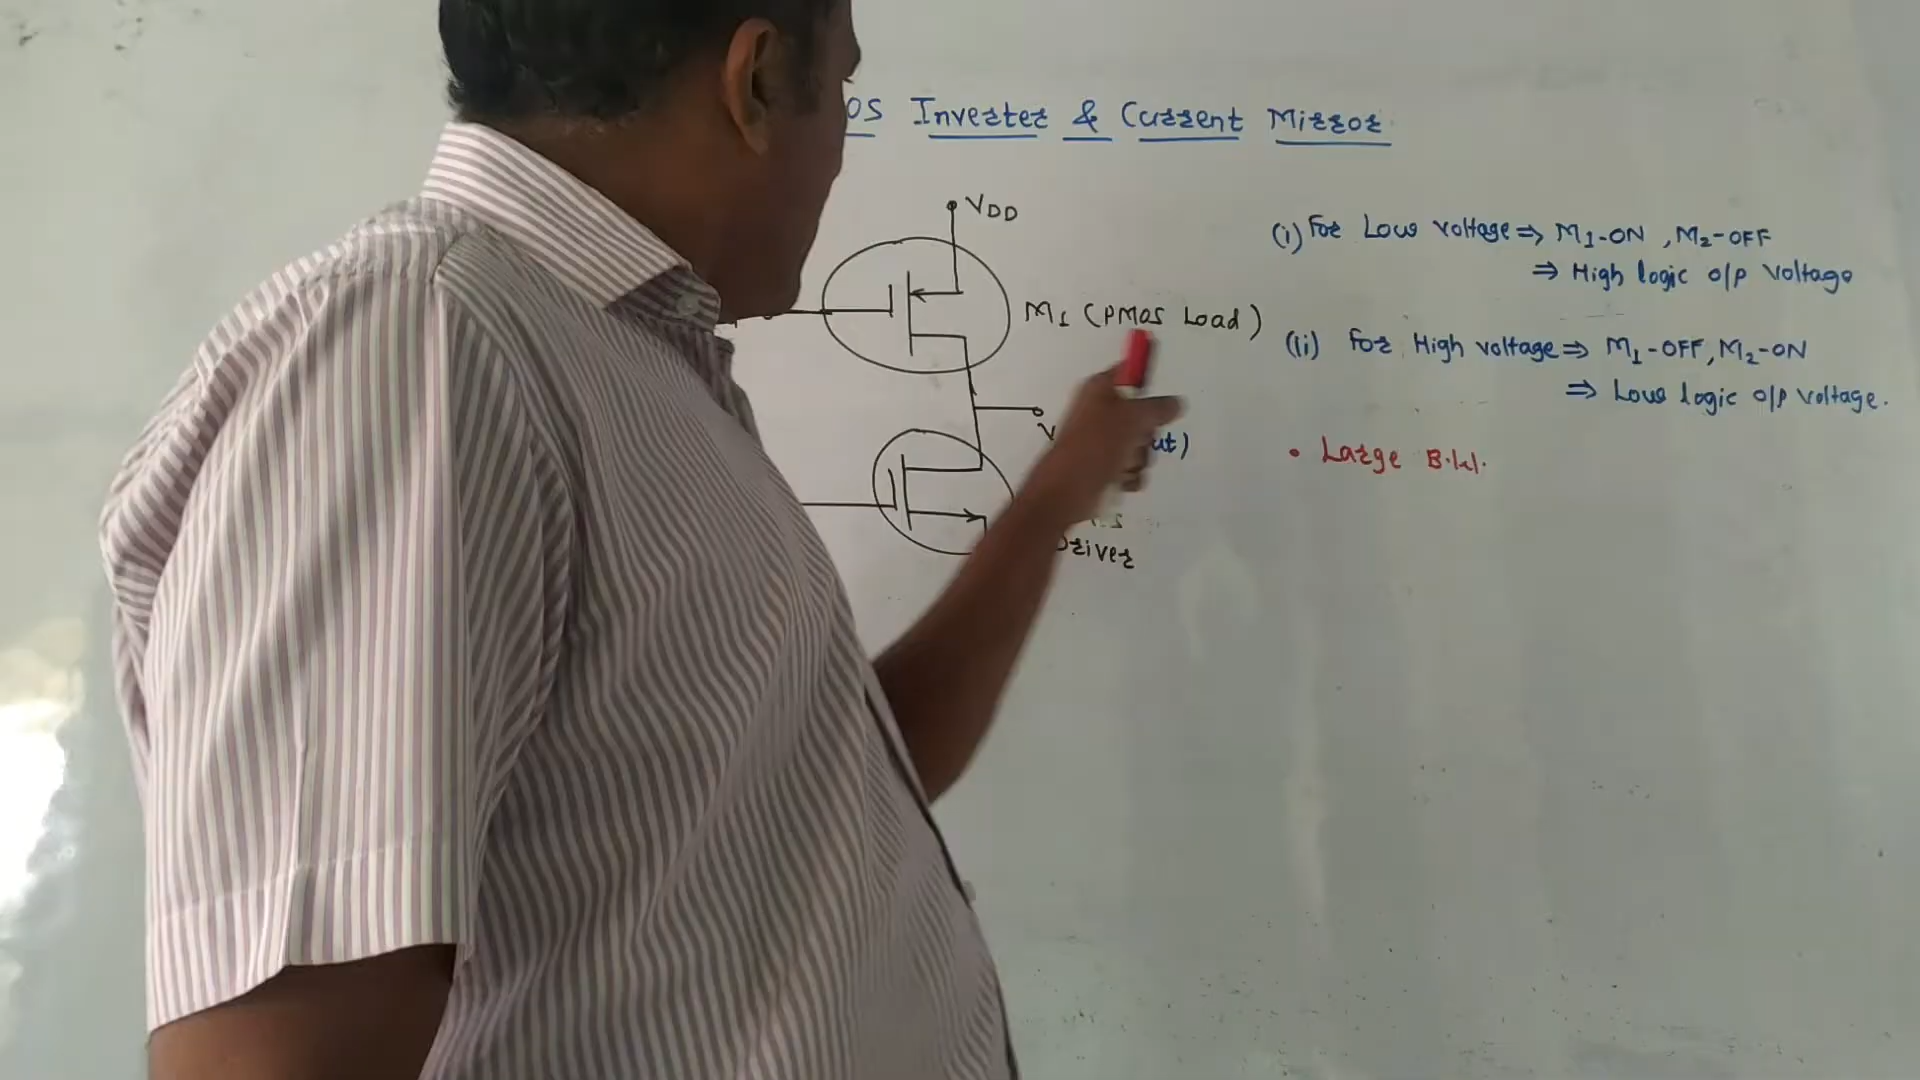 OS Inverter & Current Mirror
VDD
M1 (PMOS Load)
ut)
Driver
(i) For Low voltage ⇒ M1-ON, M2-OFF
⇒ High logic o/p voltage
(ii) For High voltage ⇒ M1-OFF, M2-ON
⇒ Low logic o/p voltage.
• Large B.W.